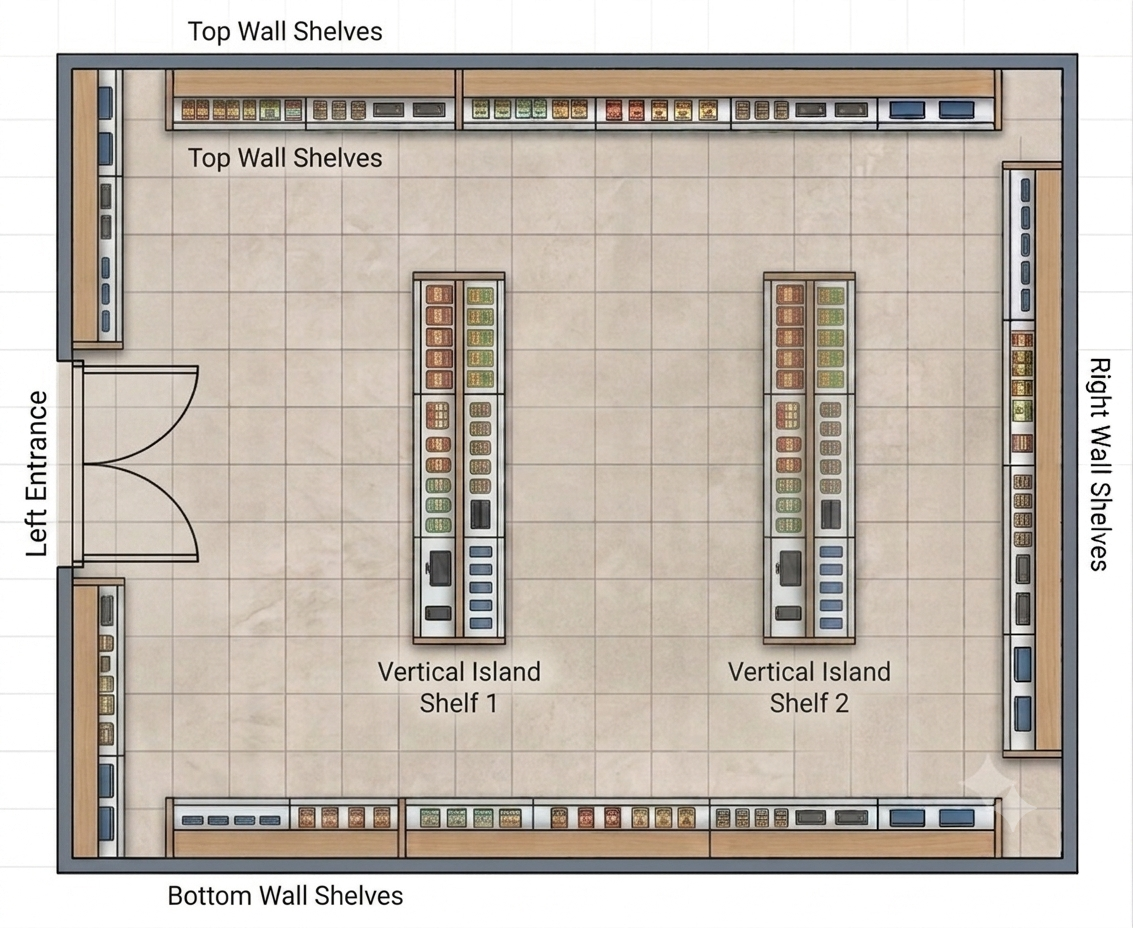 Top Wall Shelves
Top Wall Shelves
Left Entrance
Right Wall Shelves
Vertical Island
Shelf 1
Vertical Island
Shelf 2
Bottom Wall Shelves